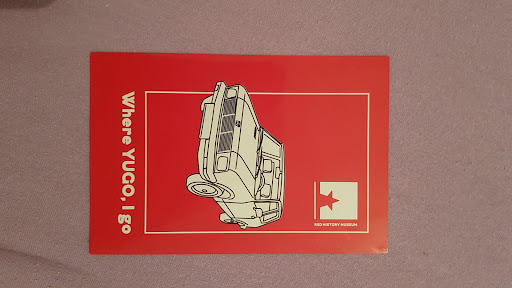 RED HISTORY MUSEUM
Where YUGO, I go